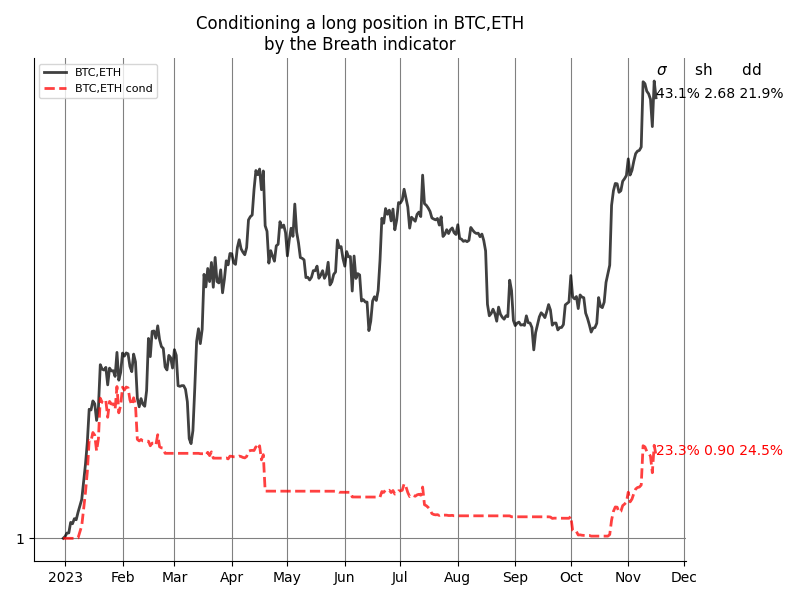 Conditioning a long position in BTC,ETH
by the Breath indicator
BTC,ETH
BTC,ETH cond
σ sh dd
43.1% 2.68 21.9%
23.3% 0.90 24.5%
1
2023 Feb Mar Apr May Jun Jul Aug Sep Oct Nov Dec